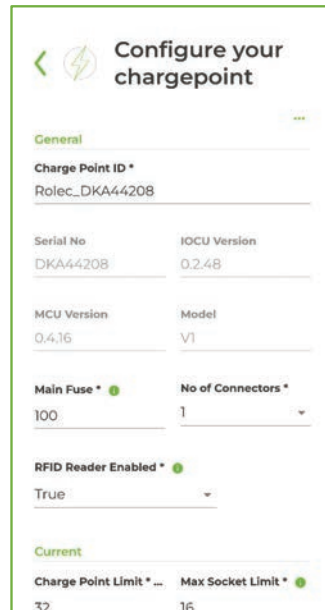 Configure your
chargepoint
...
General
Charge Point ID *
Rolec_DKA44208
Serial No IOCU Version
DKA44208 0.2.48
MCU Version Model
0.4.16 V1
Main Fuse * No of Connectors *
100 1
RFID Reader Enabled *
True
Current
Charge Point Limit * ... Max Socket Limit *
32 16